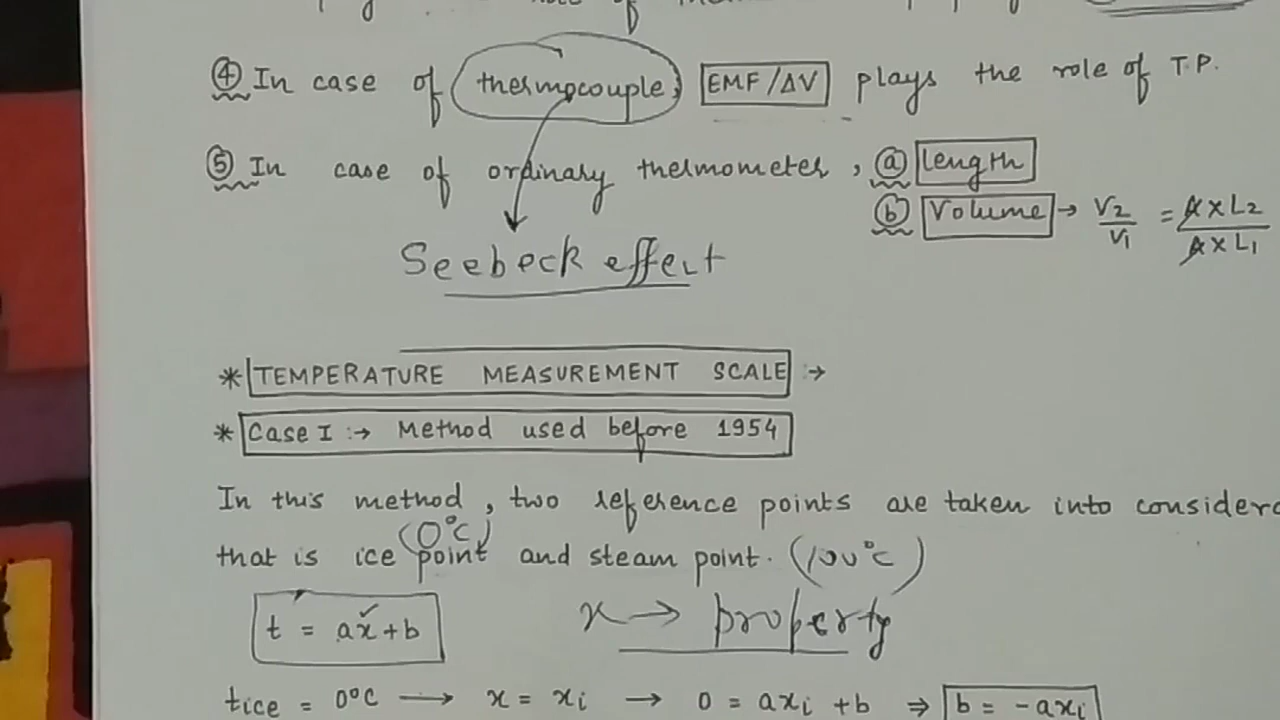 ④ In case of thermocouple, EMF/ΔV plays the role of T.P.
⑤ In case of ordinary thermometer, ⓐ length
ⓑ Volume → V2/V1 = A×L2/A×L1
Seebeck effect
* TEMPERATURE MEASUREMENT SCALE :→
* Case I :→ Method used before 1954
In this method, two reference points are taken into considera
(0°C)
that is ice point and steam point. (100°C)
t = ax+b x → property
tice = 0°C → x = xi → 0 = axi + b ⇒ b = -axi